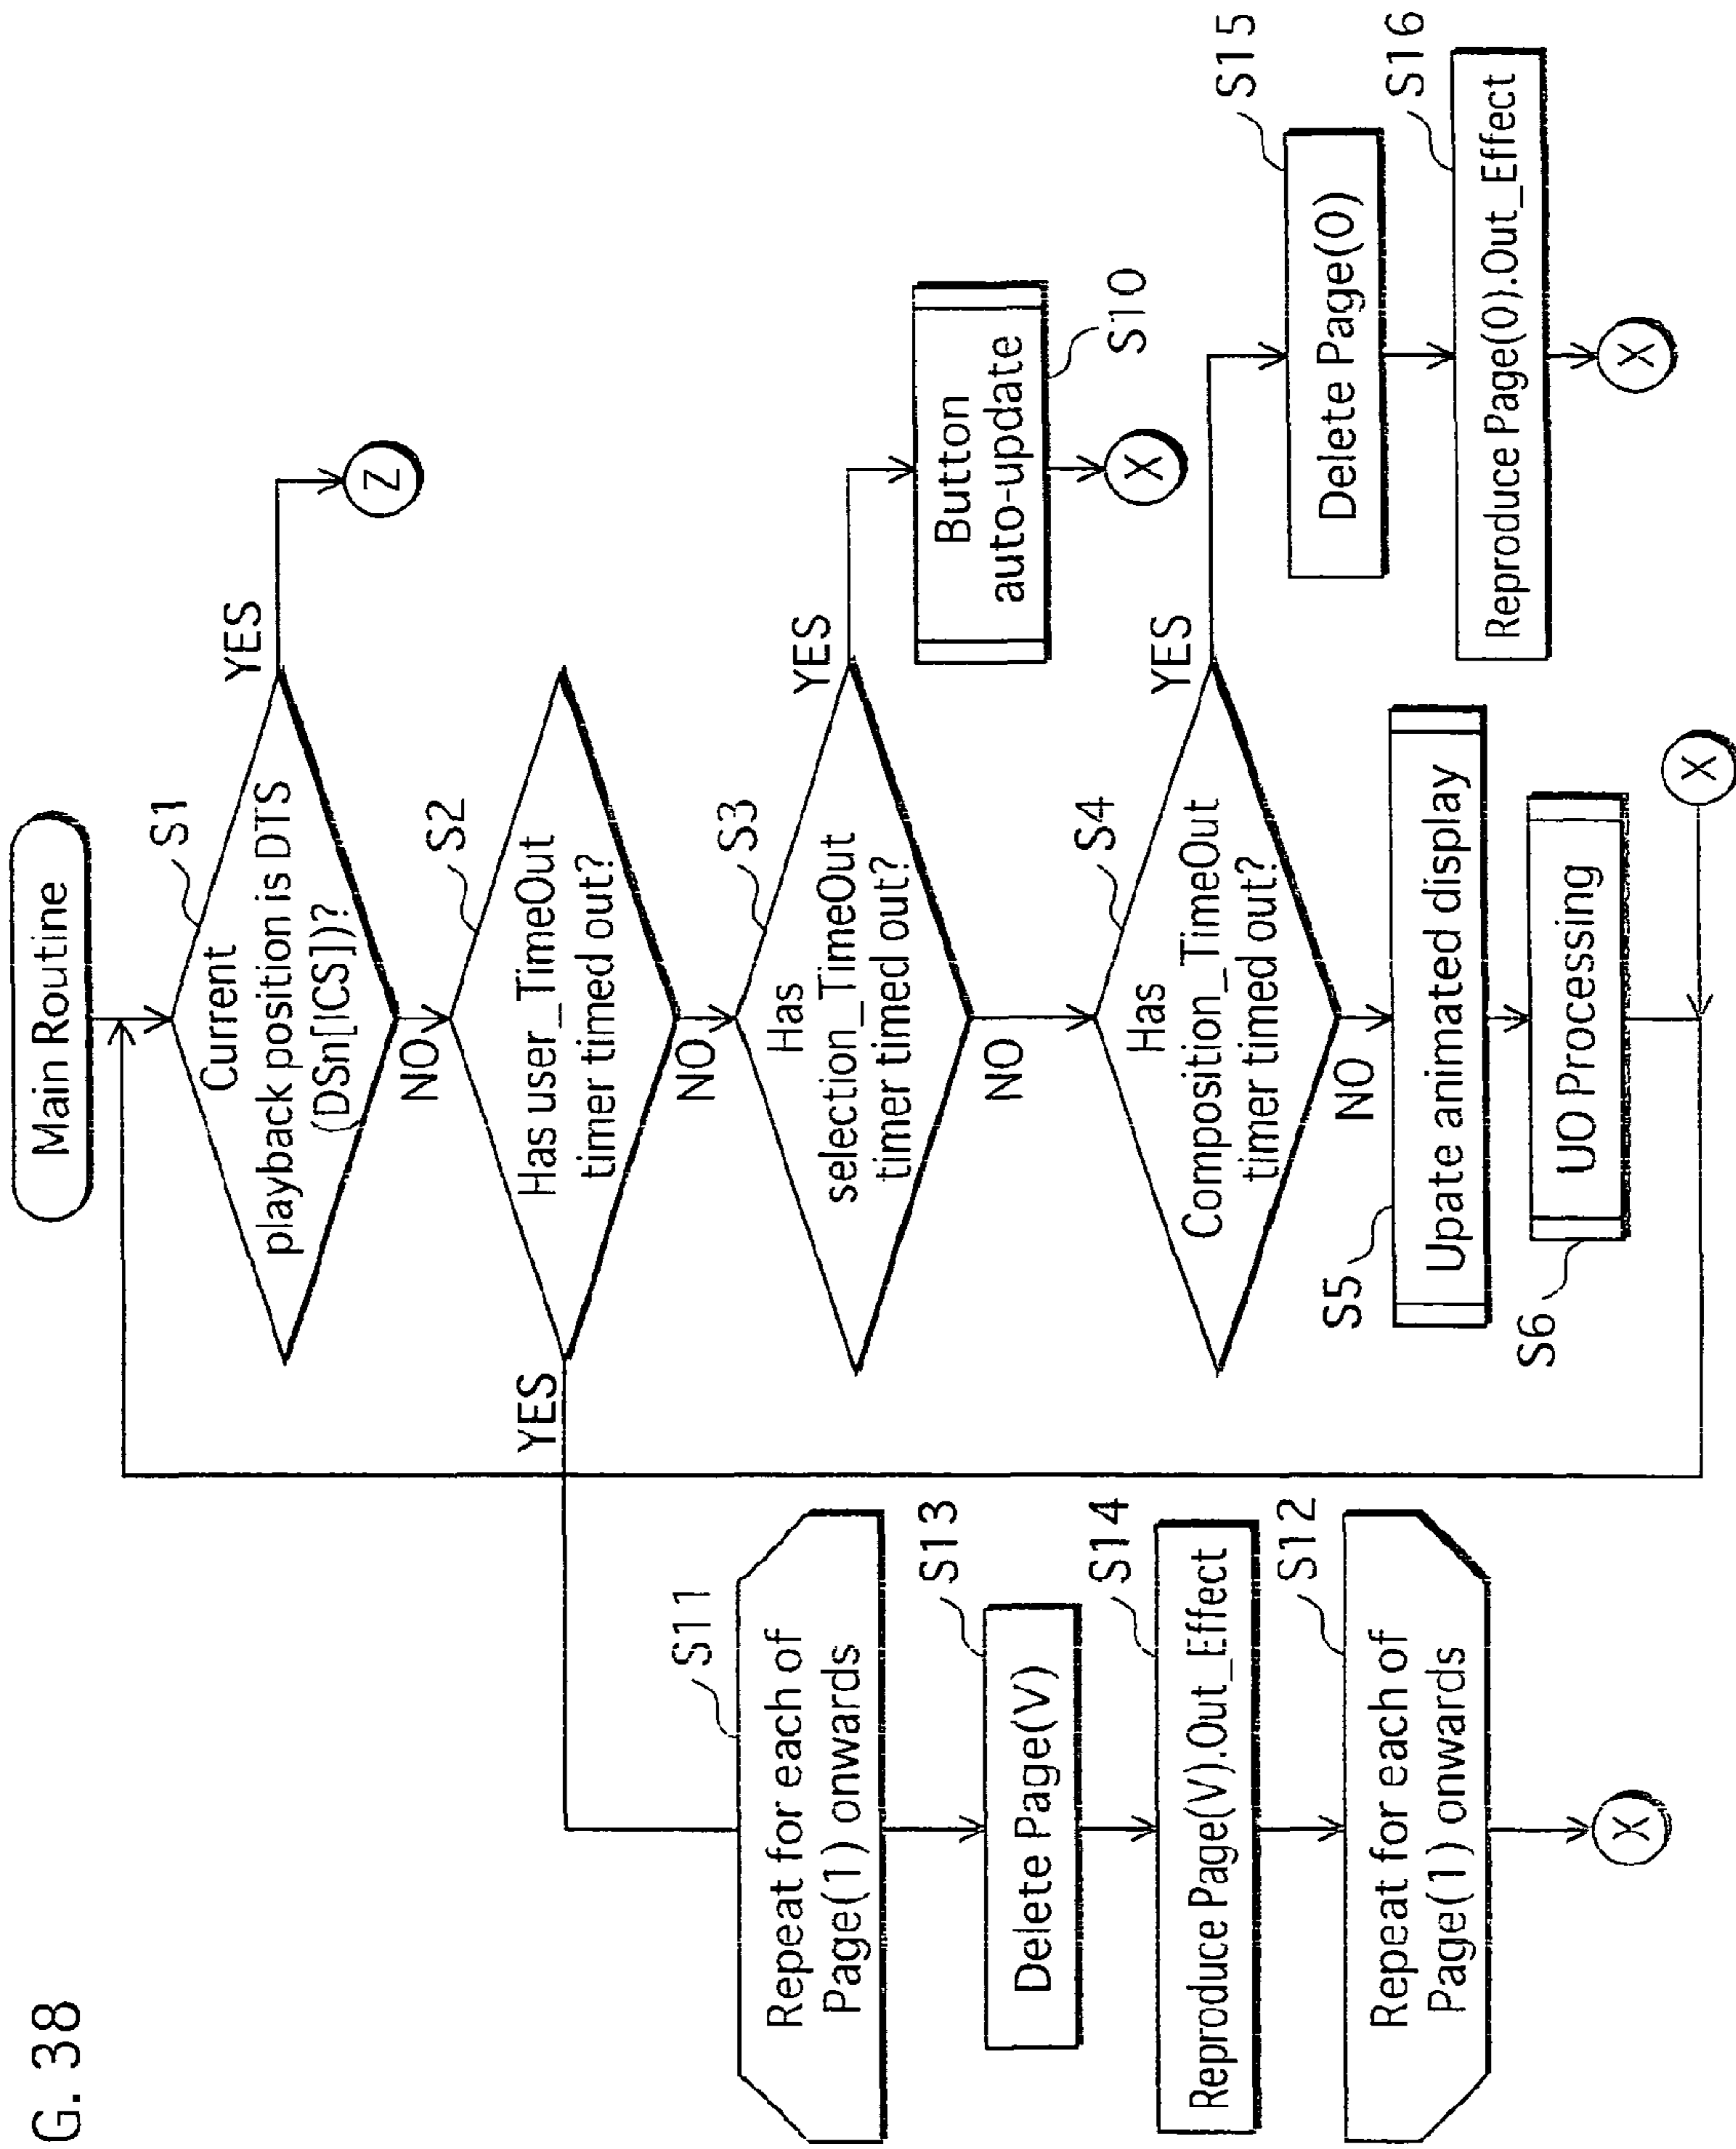 IG. 38
Main Routine
S1
Current
playback position is DTS
(DSn[ICS])?
YES
Z
NO
S2
Has user_TimeOut
timer timed out?
YES
NO
S3
Has
selection_TimeOut
timer timed out?
YES
Button
auto-update
S10
X
NO
S4
Has
Composition_TimeOut
timer timed out?
YES
Delete Page(0)
S15
Reproduce Page(0).Out_Effect
S16
X
NO
S5
Upate animated display
S6
UO Processing
X
S11
Repeat for each of
Page(1) onwards
S13
Delete Page(V)
S14
Reproduce Page(V).Out_Effect
S12
Repeat for each of
Page(1) onwards
X